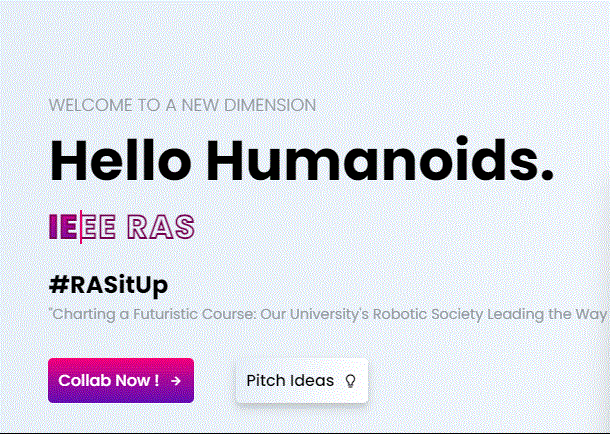 WELCOME TO A NEW DIMENSION
Hello Humanoids.
IEEE RAS
#RASitUp
"Charting a Futuristic Course: Our University's Robotic Society Leading the Way
Collab Now !
Pitch Ideas